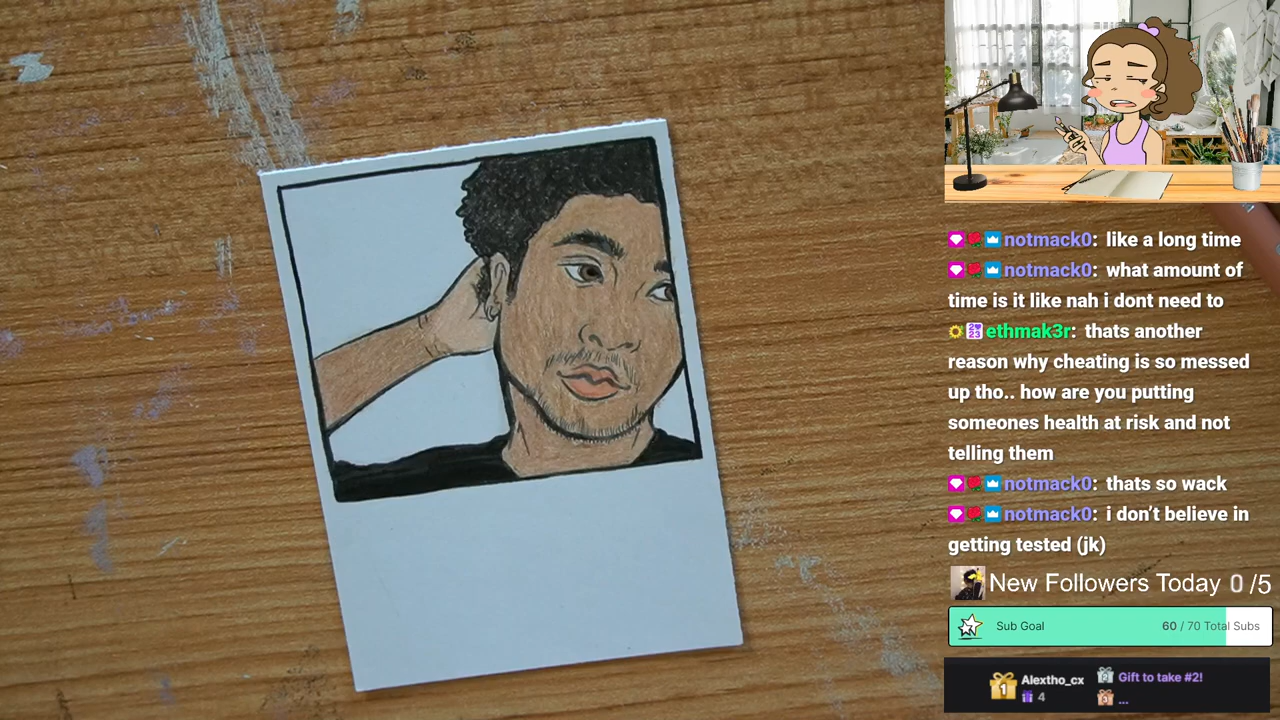 notmack0: like a long time
notmack0: what amount of
time is it like nah i dont need to
ethmak3r: thats another
reason why cheating is so messed
up tho.. how are you putting
someones health at risk and not
telling them
notmack0: thats so wack
notmack0: i don't believe in
getting tested (jk)
New Followers Today 0 /5
Sub Goal 60 / 70 Total Subs
1 Alextho_cx
4
Gift to take #2!
...